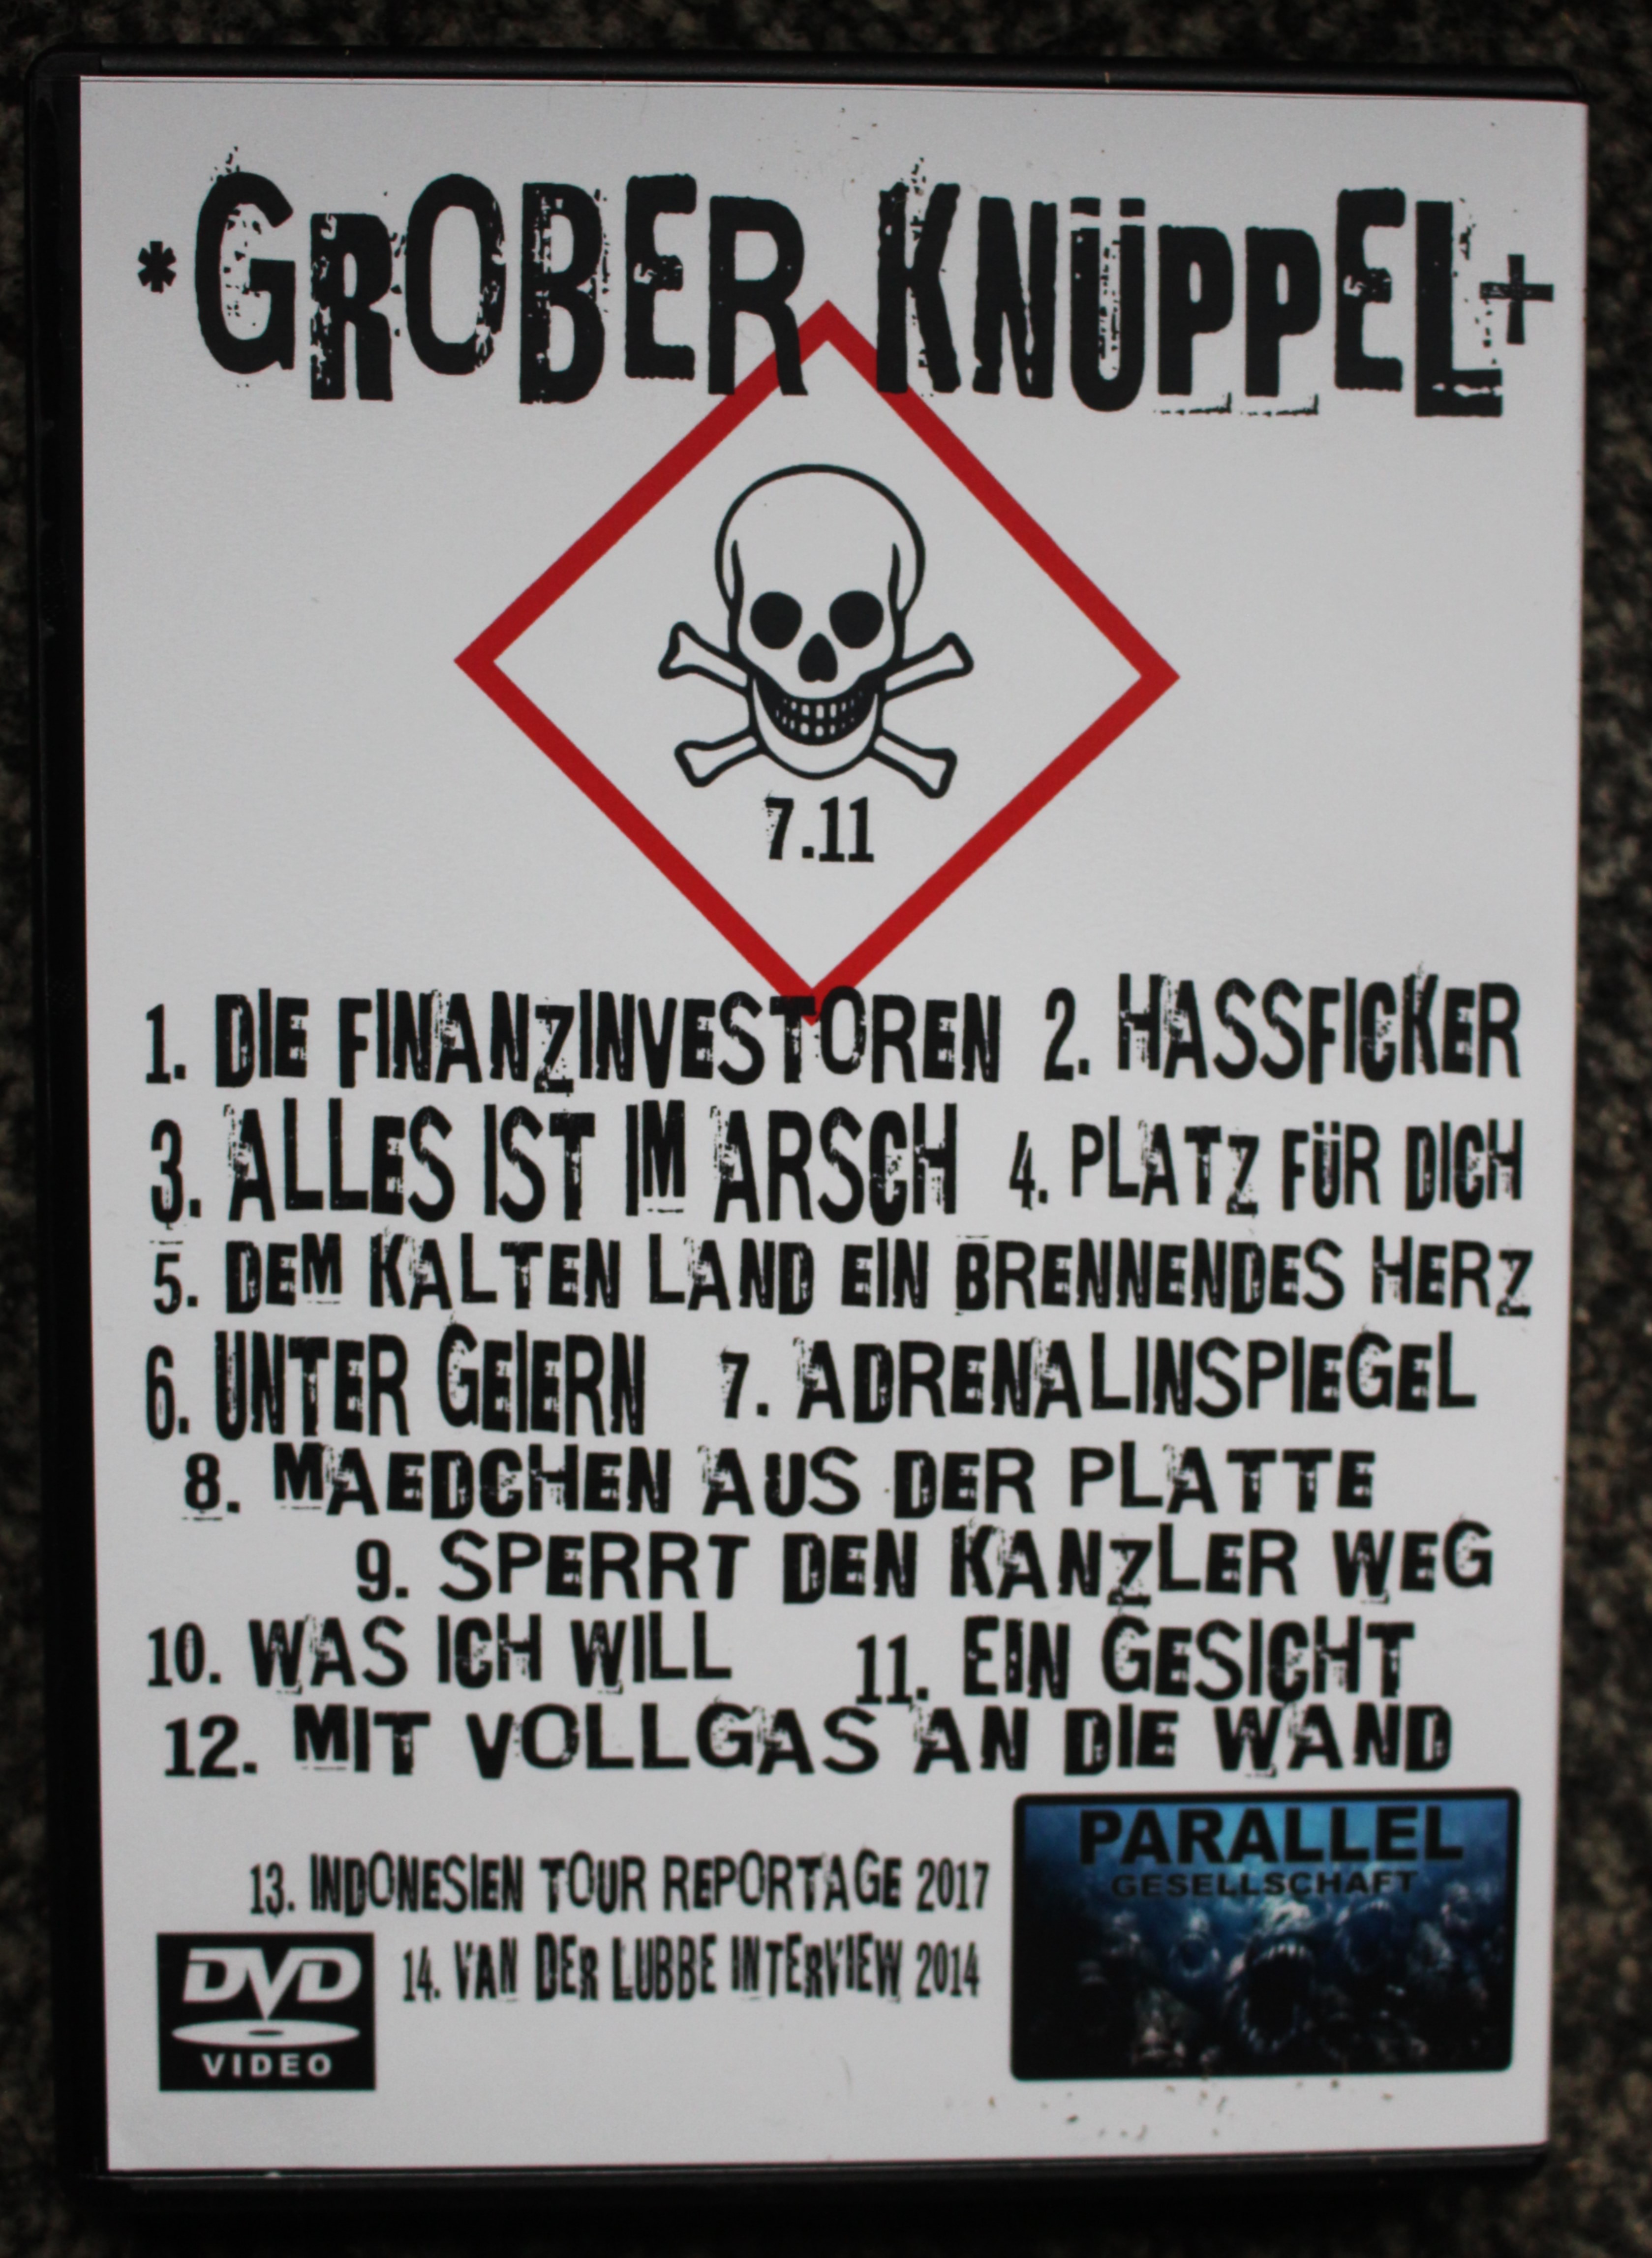 *GROBER KNÜPPEL+
7.11
1. DIE FINANZINVESTOREN 2. HASSFICKER
3. ALLES IST IM ARSCH 4. PLATZ FÜR DICH
5. DEM KALTEN LAND EIN BRENNENDES HERZ
6. UNTER GEIERN 7. ADRENALINSPIEGEL
8. MAEDCHEN AUS DER PLATTE
9. SPERRT DEN KANZLER WEG
10. WAS ICH WILL 11. EIN GESICHT
12. MIT VOLLGAS AN DIE WAND
13. INDONESIEN TOUR REPORTAGE 2017
14. VAN DER LUBBE INTERVIEW 2014
PARALLEL
GESELLSCHAFT
DVD
VIDEO